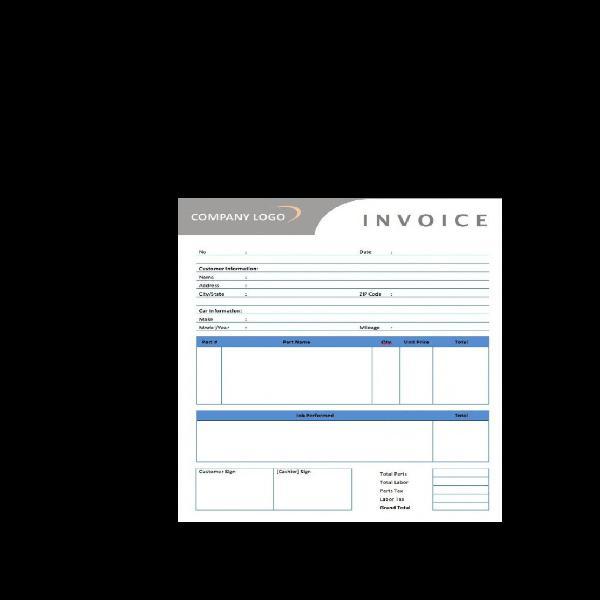 COMPANY LOGO
INVOICE
No : Date :
Customer Information:
Name :
Address :
City/State : ZIP Code :
Car Information:
Make :
Model/Year : Mileage :
Part # Part Name Qty. Unit Price Total
Job Performed Total
Customer Sign [Cashier] Sign
Total Parts
Total Labor
Parts Tax
Labor Tax
Grand Total